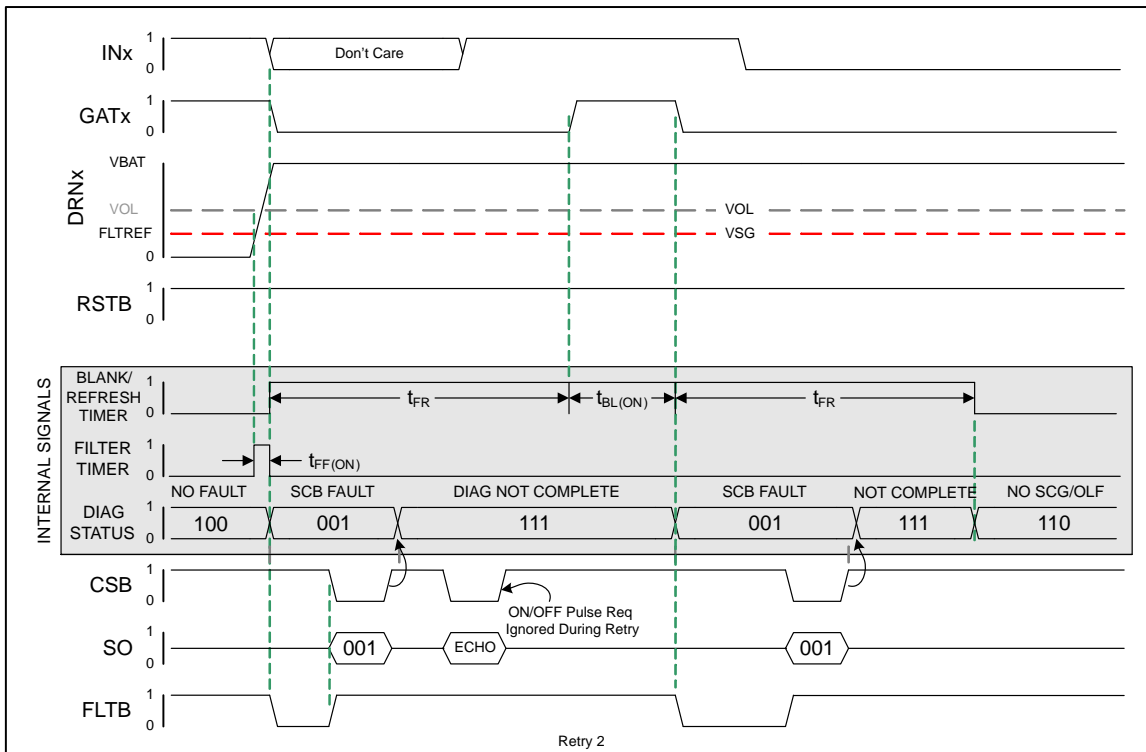 INx
1
0
Don't Care
GATx
1
0
DRNx
VBAT
VOL
FLTREF
0
VOL
VSG
RSTB
1
0
INTERNAL SIGNALS
BLANK/
REFRESH
TIMER
1
0
tFR
tBL(ON)
tFR
FILTER
TIMER
1
0
tFF(ON)
NO FAULT
SCB FAULT
DIAG NOT COMPLETE
SCB FAULT
NOT COMPLETE
NO SCG/OLF
DIAG
STATUS
1
0
100
001
111
001
111
110
CSB
1
0
ON/OFF Pulse Req
Ignored During Retry
SO
1
0
001
ECHO
001
FLTB
1
0
Retry 2